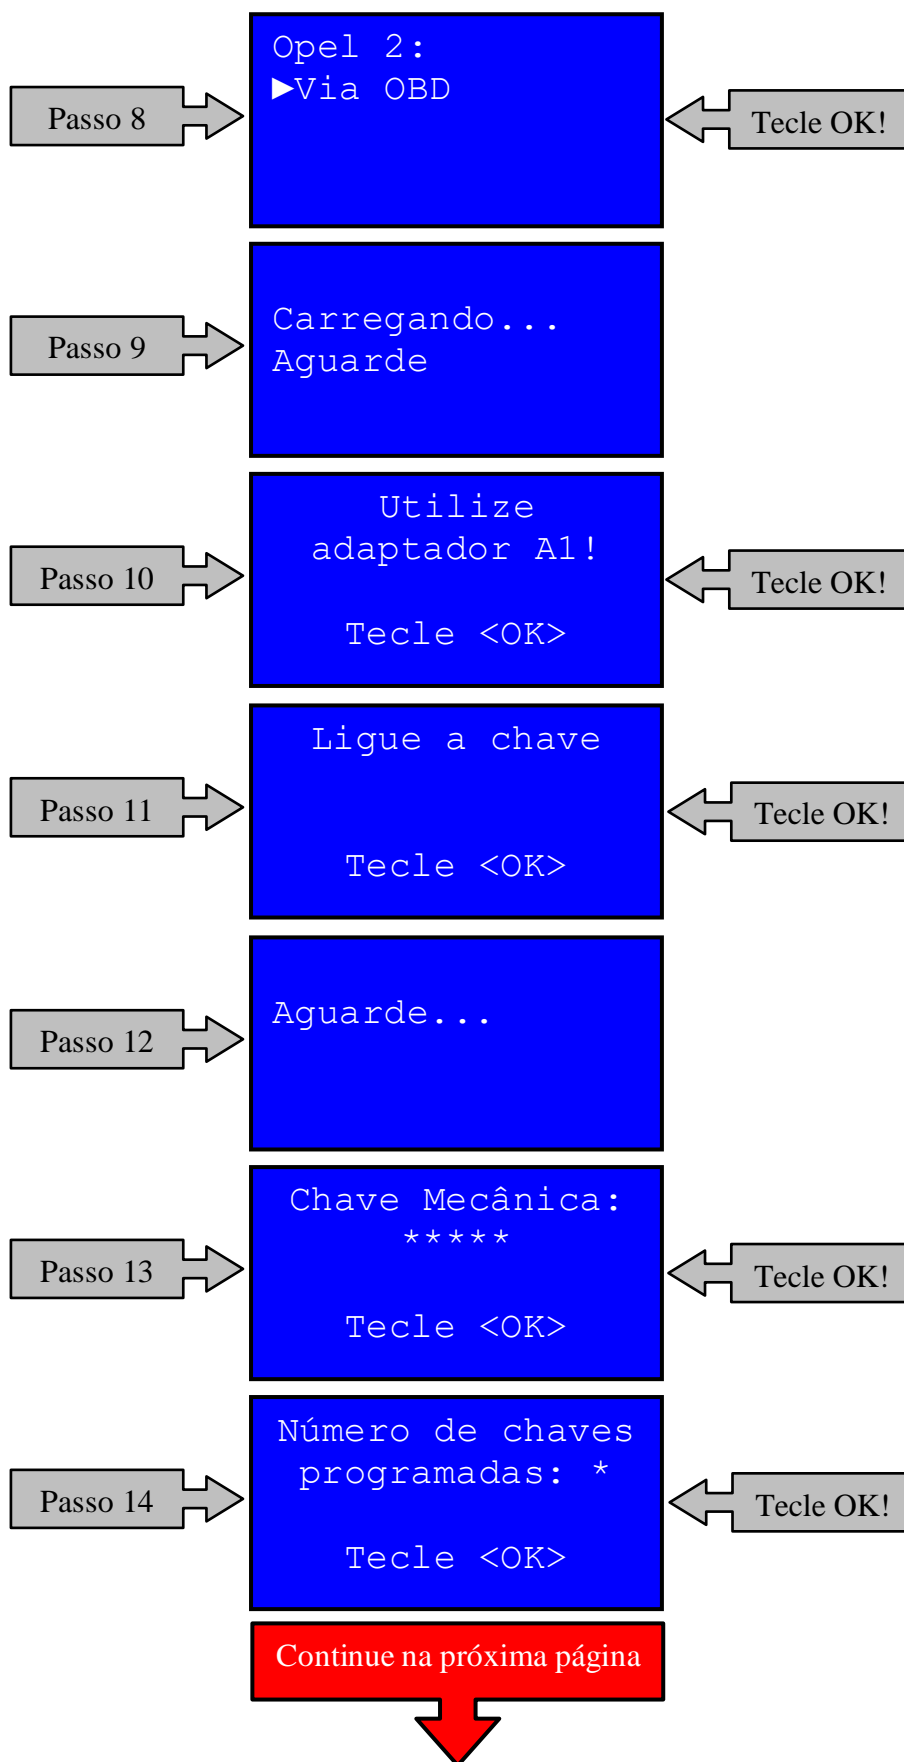 Opel 2:
►Via OBD
Passo 8
Tecle OK!
Carregando...
Aguarde
Passo 9
Utilize
adaptador A1!
Tecle <OK>
Passo 10
Tecle OK!
Ligue a chave
Tecle <OK>
Passo 11
Tecle OK!
Aguarde...
Passo 12
Chave Mecânica:
*****
Tecle <OK>
Passo 13
Tecle OK!
Número de chaves
programadas: *
Tecle <OK>
Passo 14
Tecle OK!
Continue na próxima página